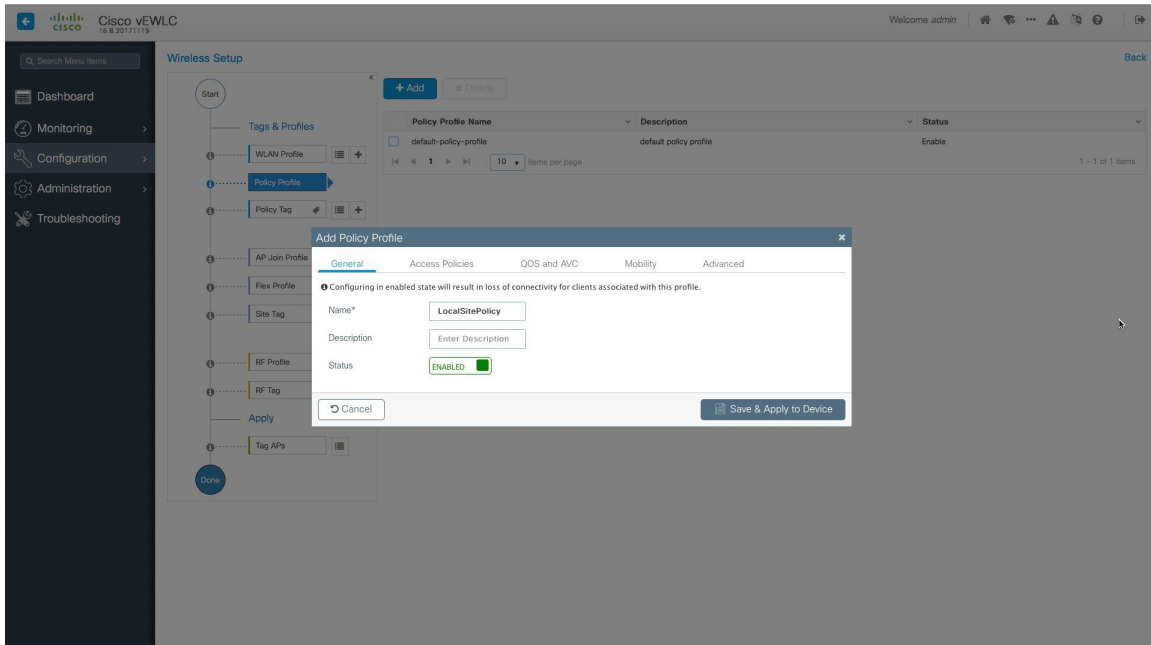 CISCO
Cisco vEWLC
16.8.20171119
Welcome admin
Search Menu Items
Dashboard
Monitoring
Configuration
Administration
Troubleshooting
Wireless Setup
Back
Start
Tags & Profiles
WLAN Profile
Policy Profile
Policy Tag
AP Join Profile
Flex Profile
Site Tag
RF Profile
RF Tag
Apply
Tag APs
Done
+ Add
× Delete
Policy Profile Name
Description
Status
default-policy-profile
default policy profile
Enable
1
10
items per page
1 - 1 of 1 items
Add Policy Profile
General
Access Policies
QOS and AVC
Mobility
Advanced
Configuring in enabled state will result in loss of connectivity for clients associated with this profile.
Name*
LocalSitePolicy
Description
Enter Description
Status
ENABLED
Cancel
Save & Apply to Device